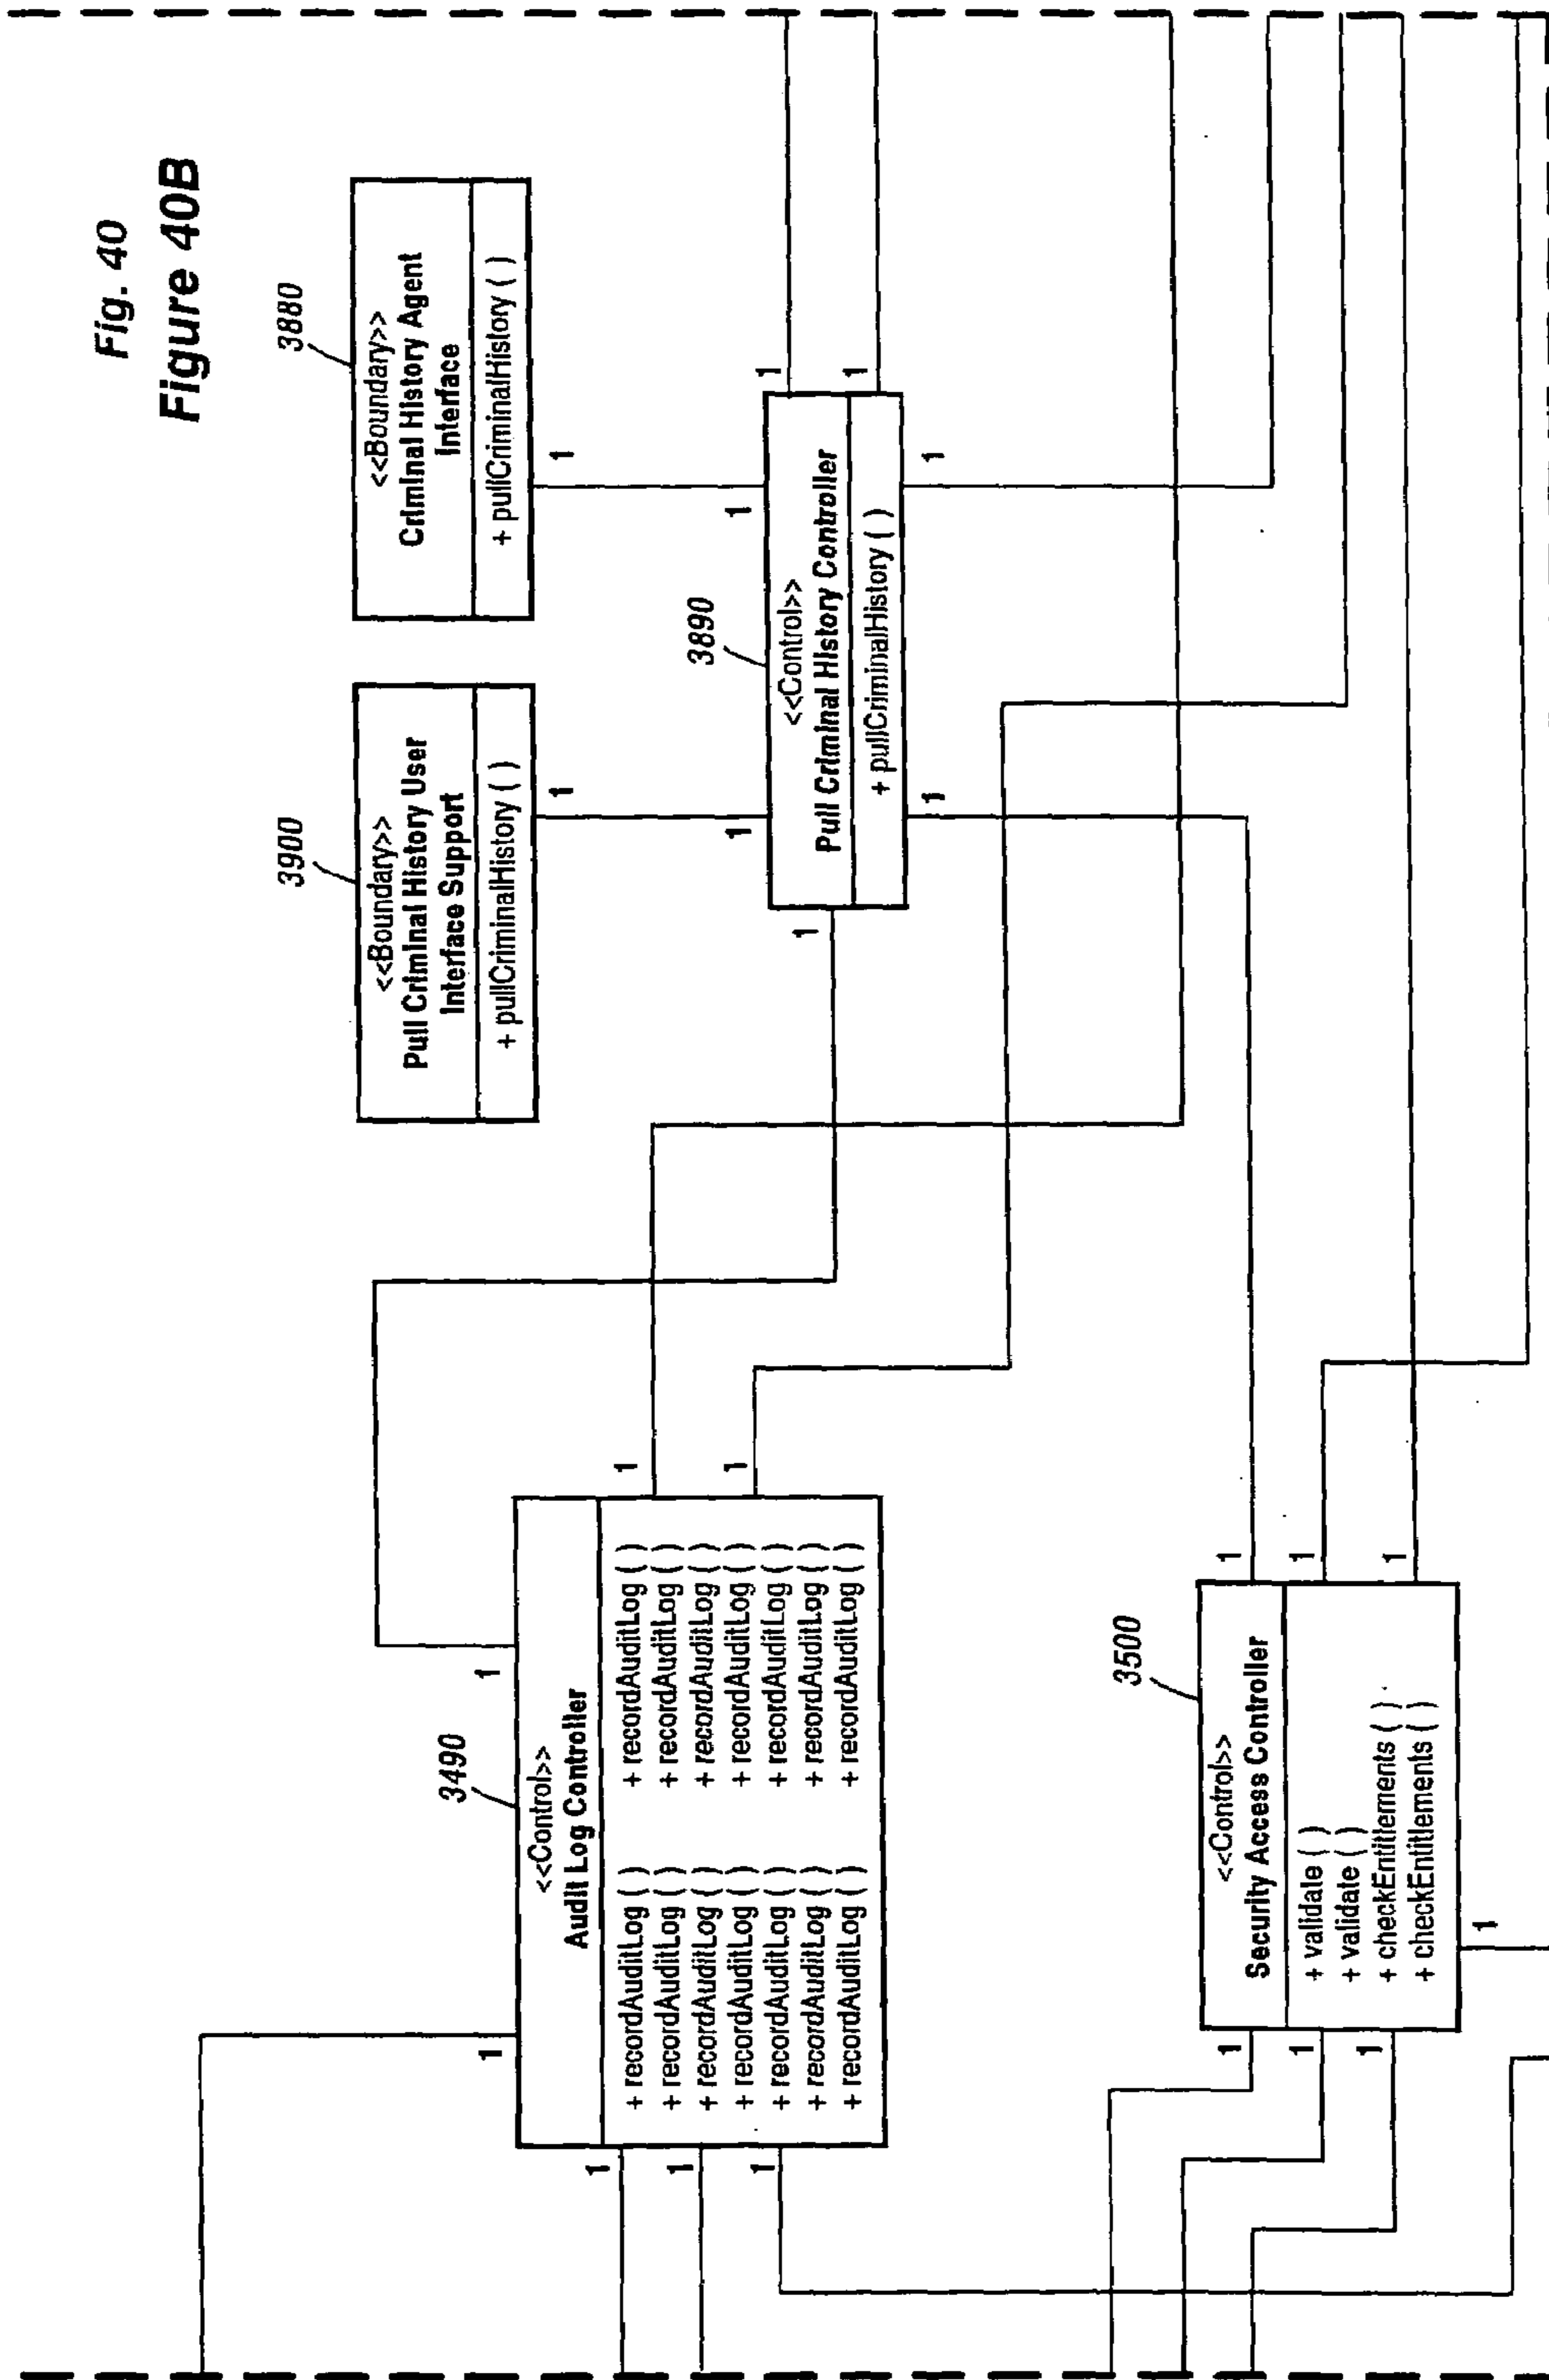 Fig. 40
Figure 40B
3900
<<Boundary>>
Pull Criminal History User
Interface Support
+ pullCriminalHistory ( )
1
1
3880
<<Boundary>>
Criminal History Agent
Interface
+ pullCriminalHistory ( )
1
1
3890
<<Control>>
Pull Criminal History Controller
+ pullCriminalHistory ( )
1
1
1
1
1
3490
<<Control>>
Audit Log Controller
+ recordAuditLog ( ) + recordAuditLog ( )
+ recordAuditLog ( ) + recordAuditLog ( )
+ recordAuditLog ( ) + recordAuditLog ( )
+ recordAuditLog ( ) + recordAuditLog ( )
+ recordAuditLog ( ) + recordAuditLog ( )
+ recordAuditLog ( ) + recordAuditLog ( )
+ recordAuditLog ( ) + recordAuditLog ( )
1
1
1
1
1
1
1
3500
<<Control>>
Security Access Controller
+ validate ( )
+ validate ( )
+ checkEntitlements ( )
+ checkEntitlements ( )
1
1
1
1
1
1
1